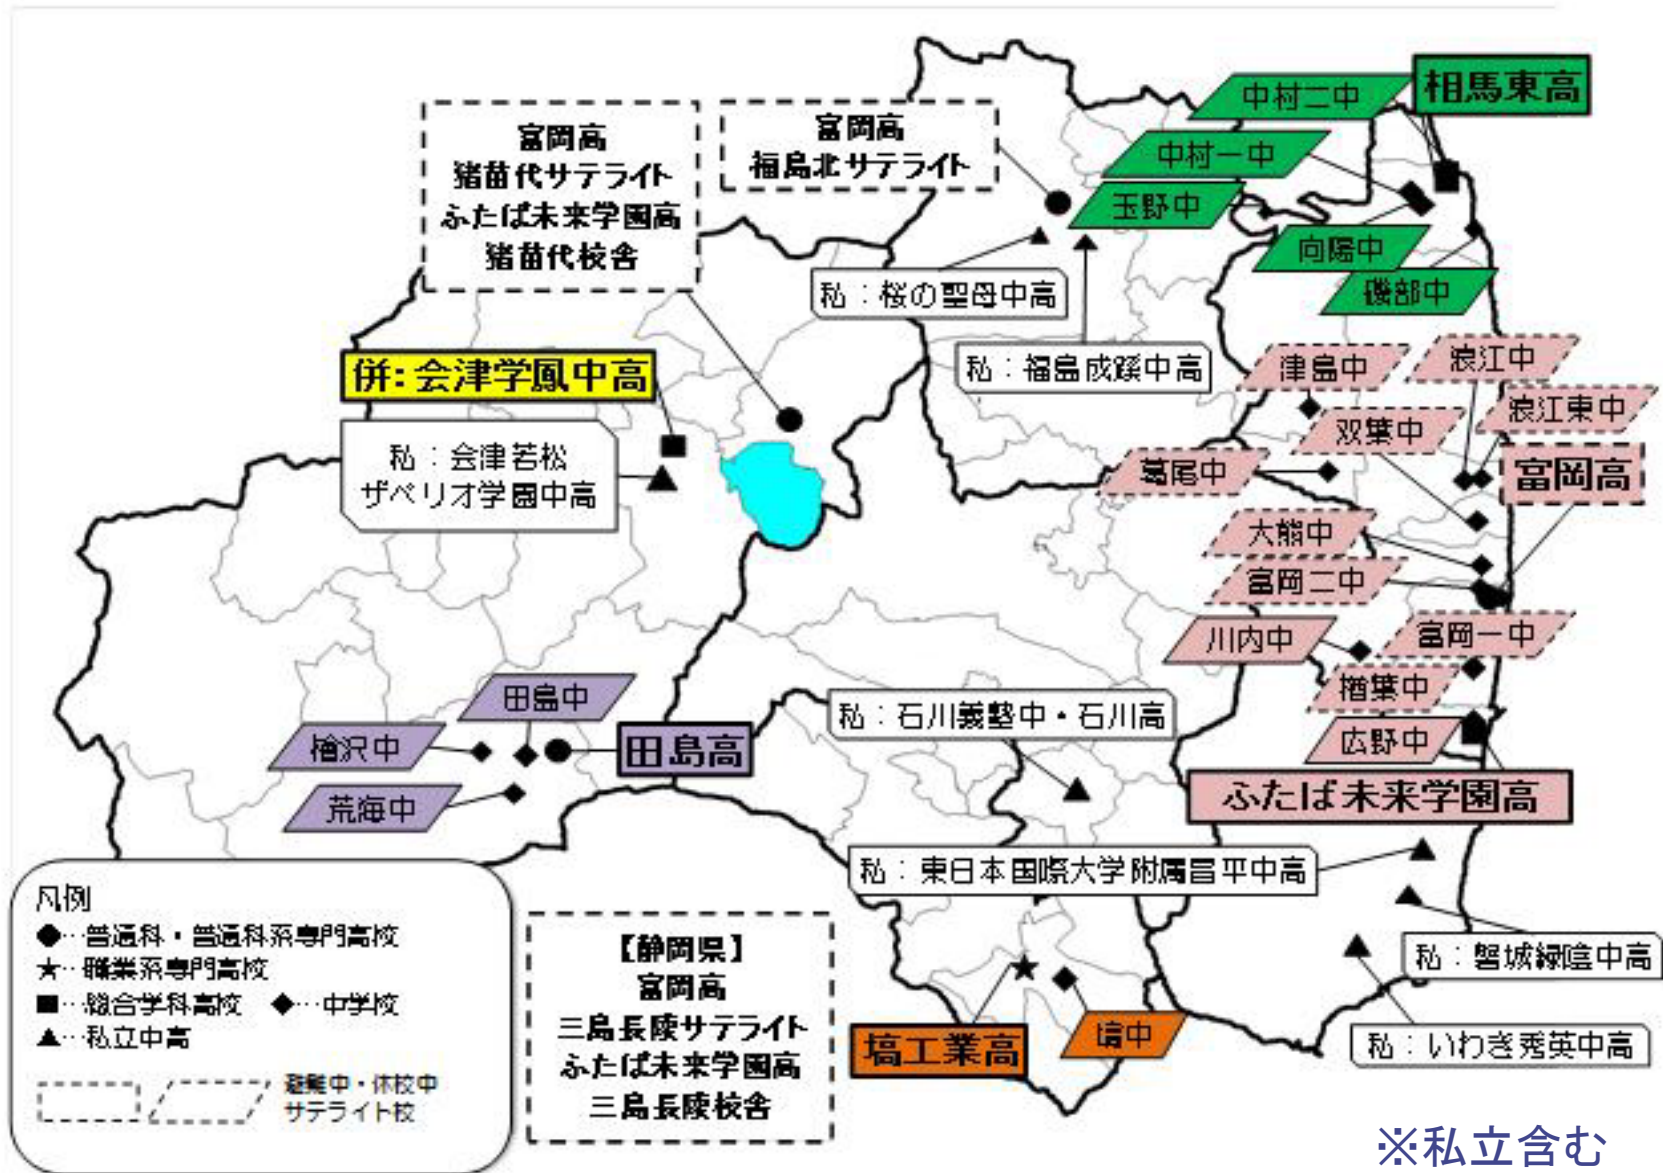 富岡高
猪苗代サテライト
ふたば未来学園高
猪苗代校舎
富岡高
福島北サテライト
中村二中
相馬東高
中村一中
玉野中
向陽中
磯部中
私：桜の聖母中高
私：福島成蹊中高
併：会津学鳳中高
私：会津若松
ザベリオ学園中高
津島中
浪江中
浪江東中
双葉中
葛尾中
富岡高
大熊中
富岡二中
川内中
富岡一中
楢葉中
広野中
ふたば未来学園高
田島中
檜沢中
田島高
荒海中
私：石川義塾中・石川高
私：東日本国際大学附属昌平中高
私：磐城緑陰中高
私：いわき秀英中高
塙工業高
塙中
【静岡県】
富岡高
三島長陵サテライト
ふたば未来学園高
三島長陵校舎
凡例
●…普通科・普通科系専門高校
★…職業系専門高校
■…総合学科高校　◆…中学校
▲…私立中高
避難中・休校中
サテライト校
※私立含む